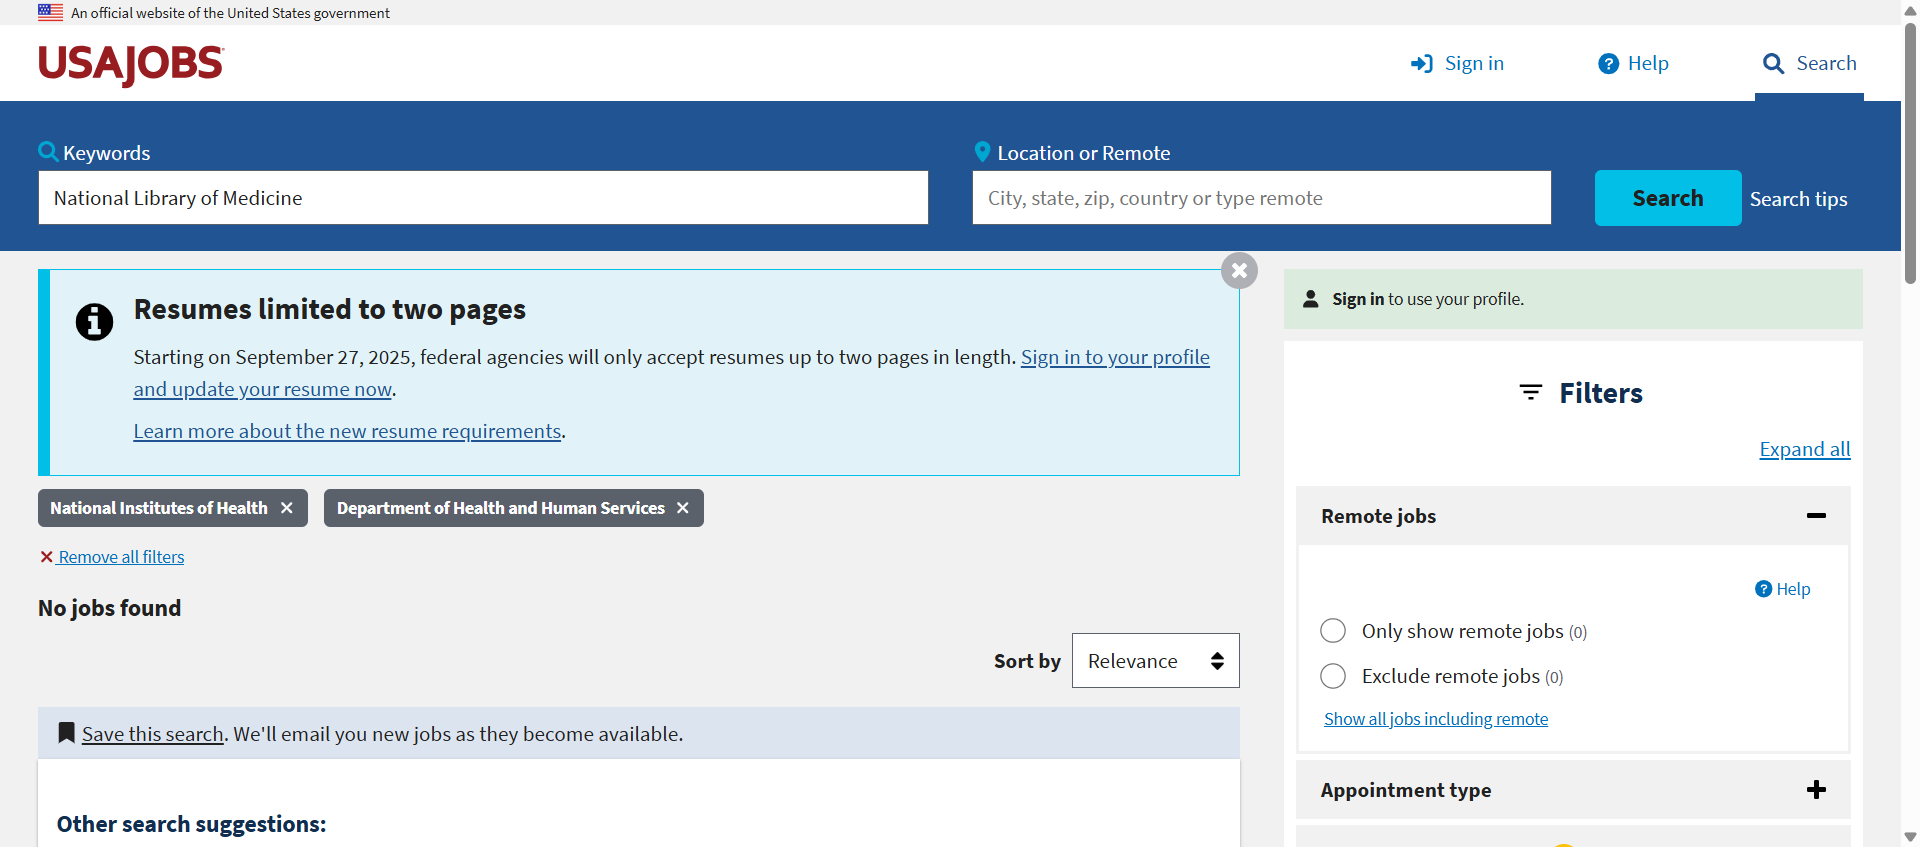 An official website of the United States government
USAJOBS
Sign in
Help
Search
Keywords
Location or Remote
National Library of Medicine
City, state, zip, country or type remote
Search
Search tips
Resumes limited to two pages
Starting on September 27, 2025, federal agencies will only accept resumes up to two pages in length. Sign in to your profile
and update your resume now.
Learn more about the new resume requirements.
National Institutes of Health
Department of Health and Human Services
Remove all filters
No jobs found
Sort by
Relevance
Save this search. We'll email you new jobs as they become available.
Other search suggestions:
Sign in to use your profile.
Filters
Expand all
Remote jobs
Help
Only show remote jobs (0)
Exclude remote jobs (0)
Show all jobs including remote
Appointment type